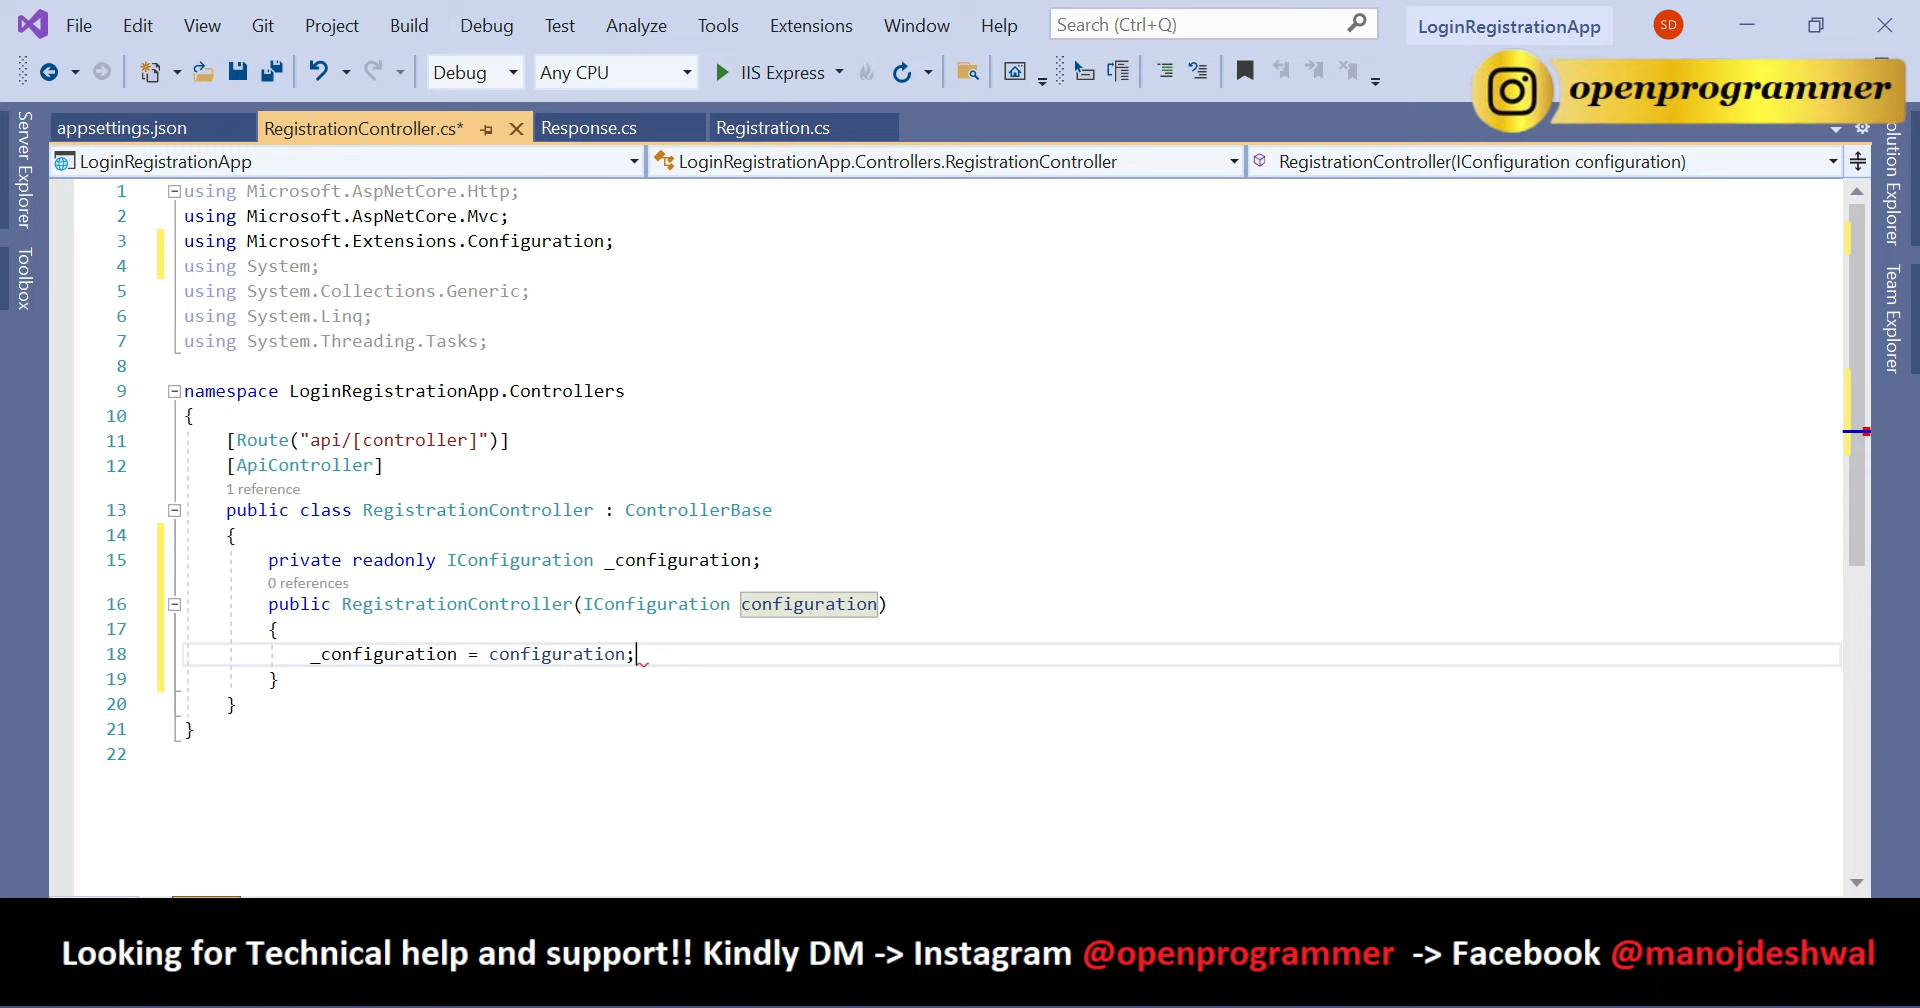 File Edit View Git Project Build Debug Test Analyze Tools Extensions Window Help Search (Ctrl+Q) LoginRegistrationApp SD
Debug Any CPU IIS Express
openprogrammer
appsettings.json RegistrationController.cs* Response.cs Registration.cs
LoginRegistrationApp LoginRegistrationApp.Controllers.RegistrationController RegistrationController(IConfiguration configuration)
Server Explorer
Toolbox
olution Explorer
Team Explorer
1 using Microsoft.AspNetCore.Http;
2 using Microsoft.AspNetCore.Mvc;
3 using Microsoft.Extensions.Configuration;
4 using System;
5 using System.Collections.Generic;
6 using System.Linq;
7 using System.Threading.Tasks;
8
9 namespace LoginRegistrationApp.Controllers
10 {
11 [Route("api/[controller]")]
12 [ApiController]
1 reference
13 public class RegistrationController : ControllerBase
14 {
15 private readonly IConfiguration _configuration;
0 references
16 public RegistrationController(IConfiguration configuration)
17 {
18 _configuration = configuration;
19 }
20 }
21 }
22
Looking for Technical help and support!! Kindly DM -> Instagram @openprogrammer -> Facebook @manojdeshwal